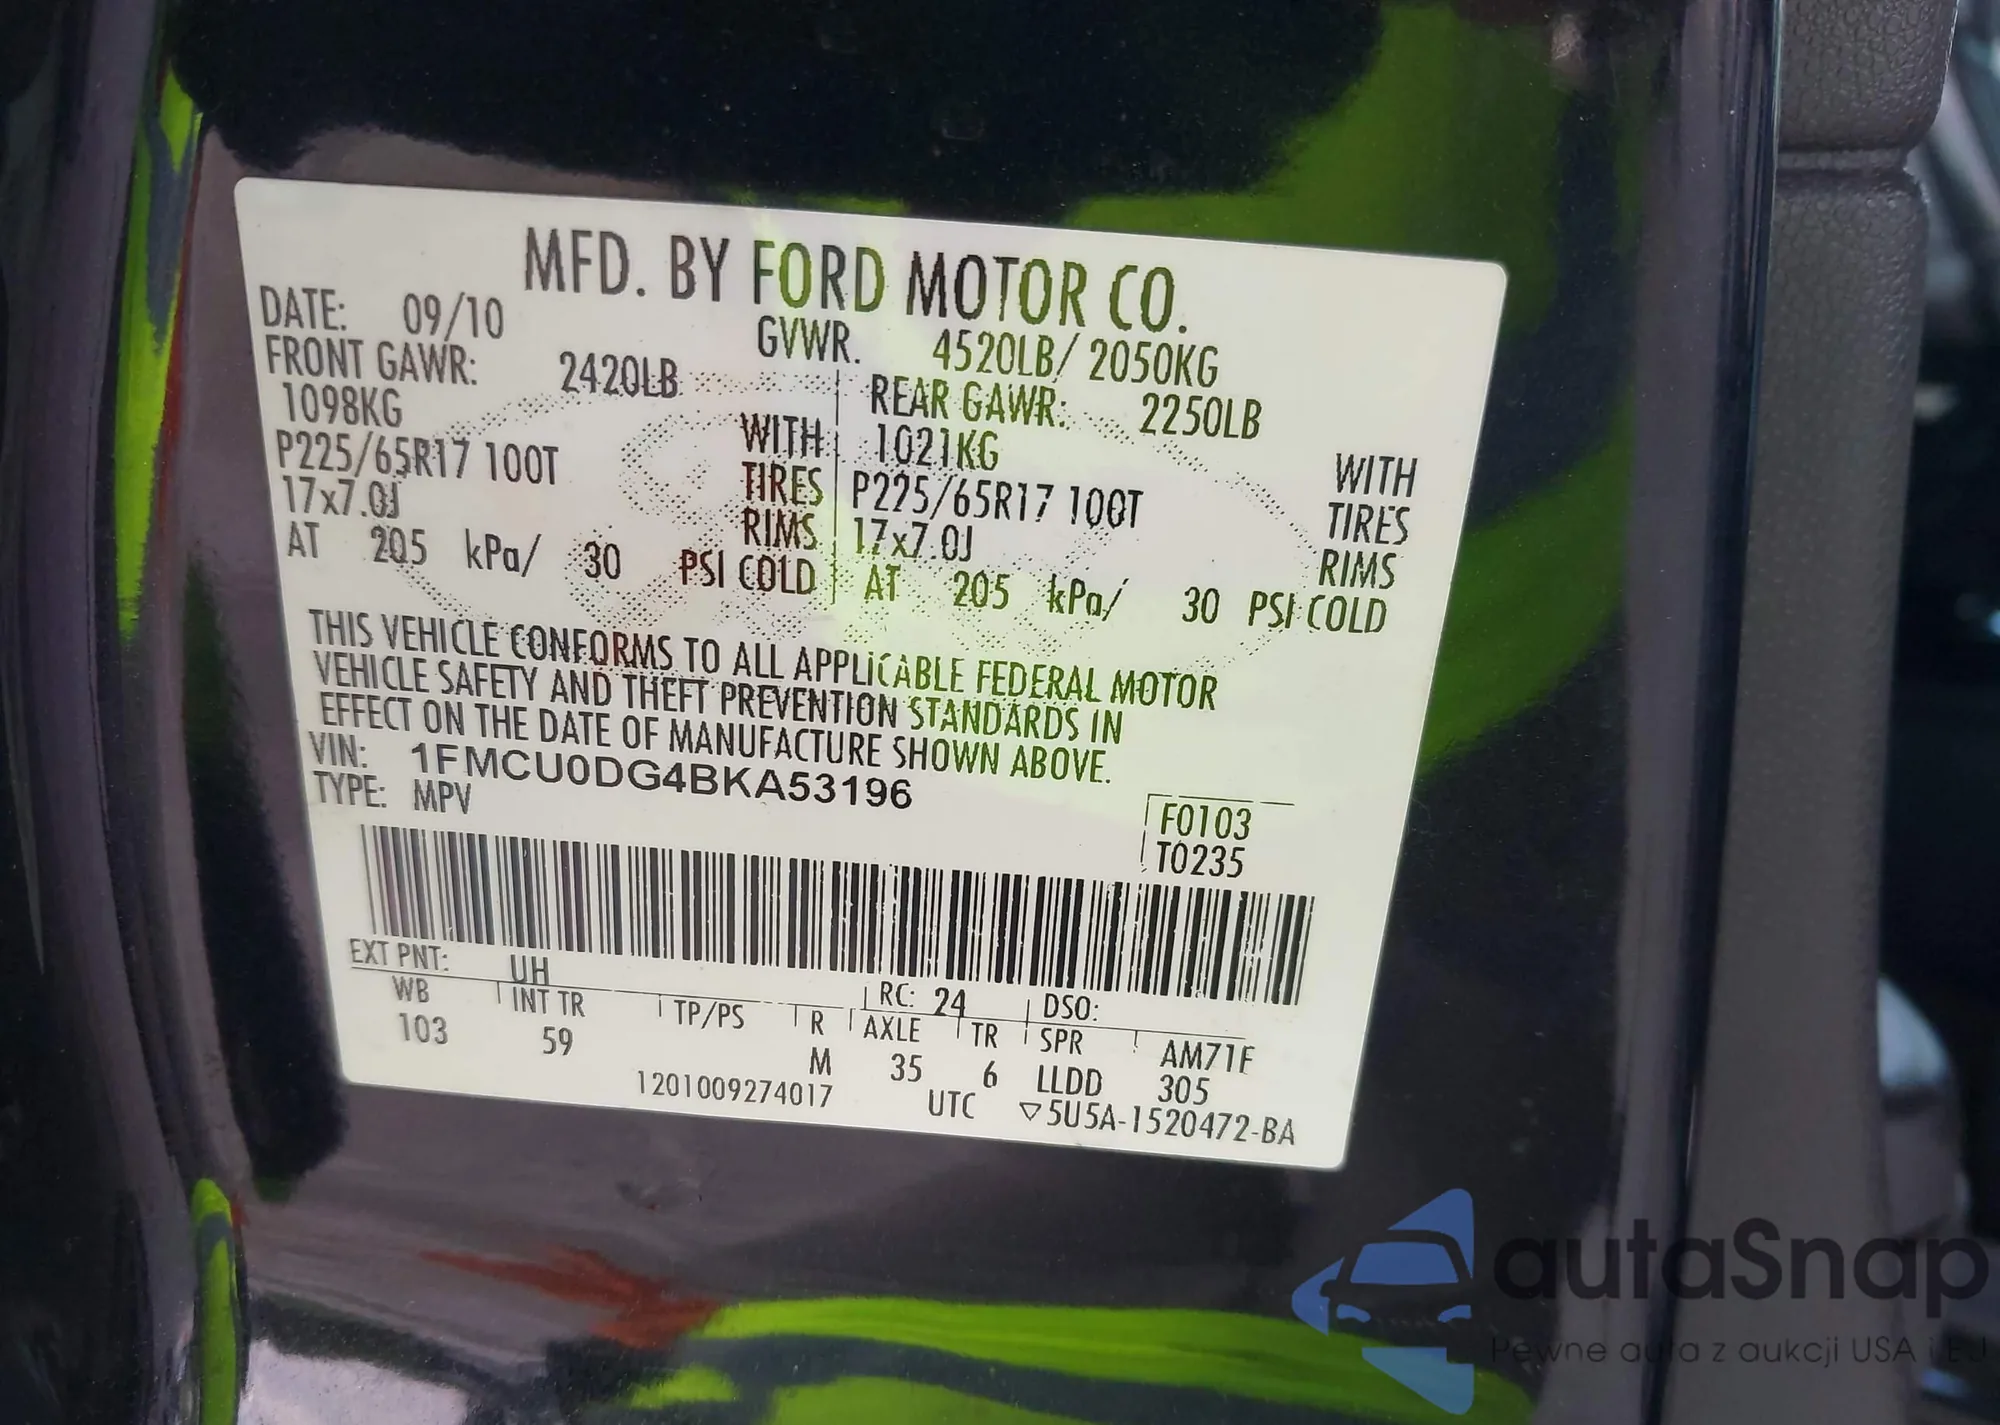 MFD. BY FORD MOTOR CO.
DATE: 09/10
GVWR. 4520LB/ 2050KG
FRONT GAWR: 2420LB
1098KG WITH
P225/65R17 100T TIRES
17x7.0J RIMS
AT 205 kPa/ 30 PSI COLD
REAR GAWR: 2250LB
1021KG WITH
P225/65R17 100T TIRES
17x7.0J RIMS
AT 205 kPa/ 30 PSI COLD
THIS VEHICLE CONFORMS TO ALL APPLICABLE FEDERAL MOTOR
VEHICLE SAFETY AND THEFT PREVENTION STANDARDS IN
EFFECT ON THE DATE OF MANUFACTURE SHOWN ABOVE.
VIN: 1FMCU0DG4BKA53196
TYPE: MPV
F0103
T0235
EXT PNT: UH RC: 24 DSO:
WB INT TR TP/PS R AXLE TR SPR AM71F
103 59 M 35 6 LLDD 305
1201009274017 UTC ▽5U5A-1520472-BA
autaSnap
Pewne auta z aukcji USA i EU